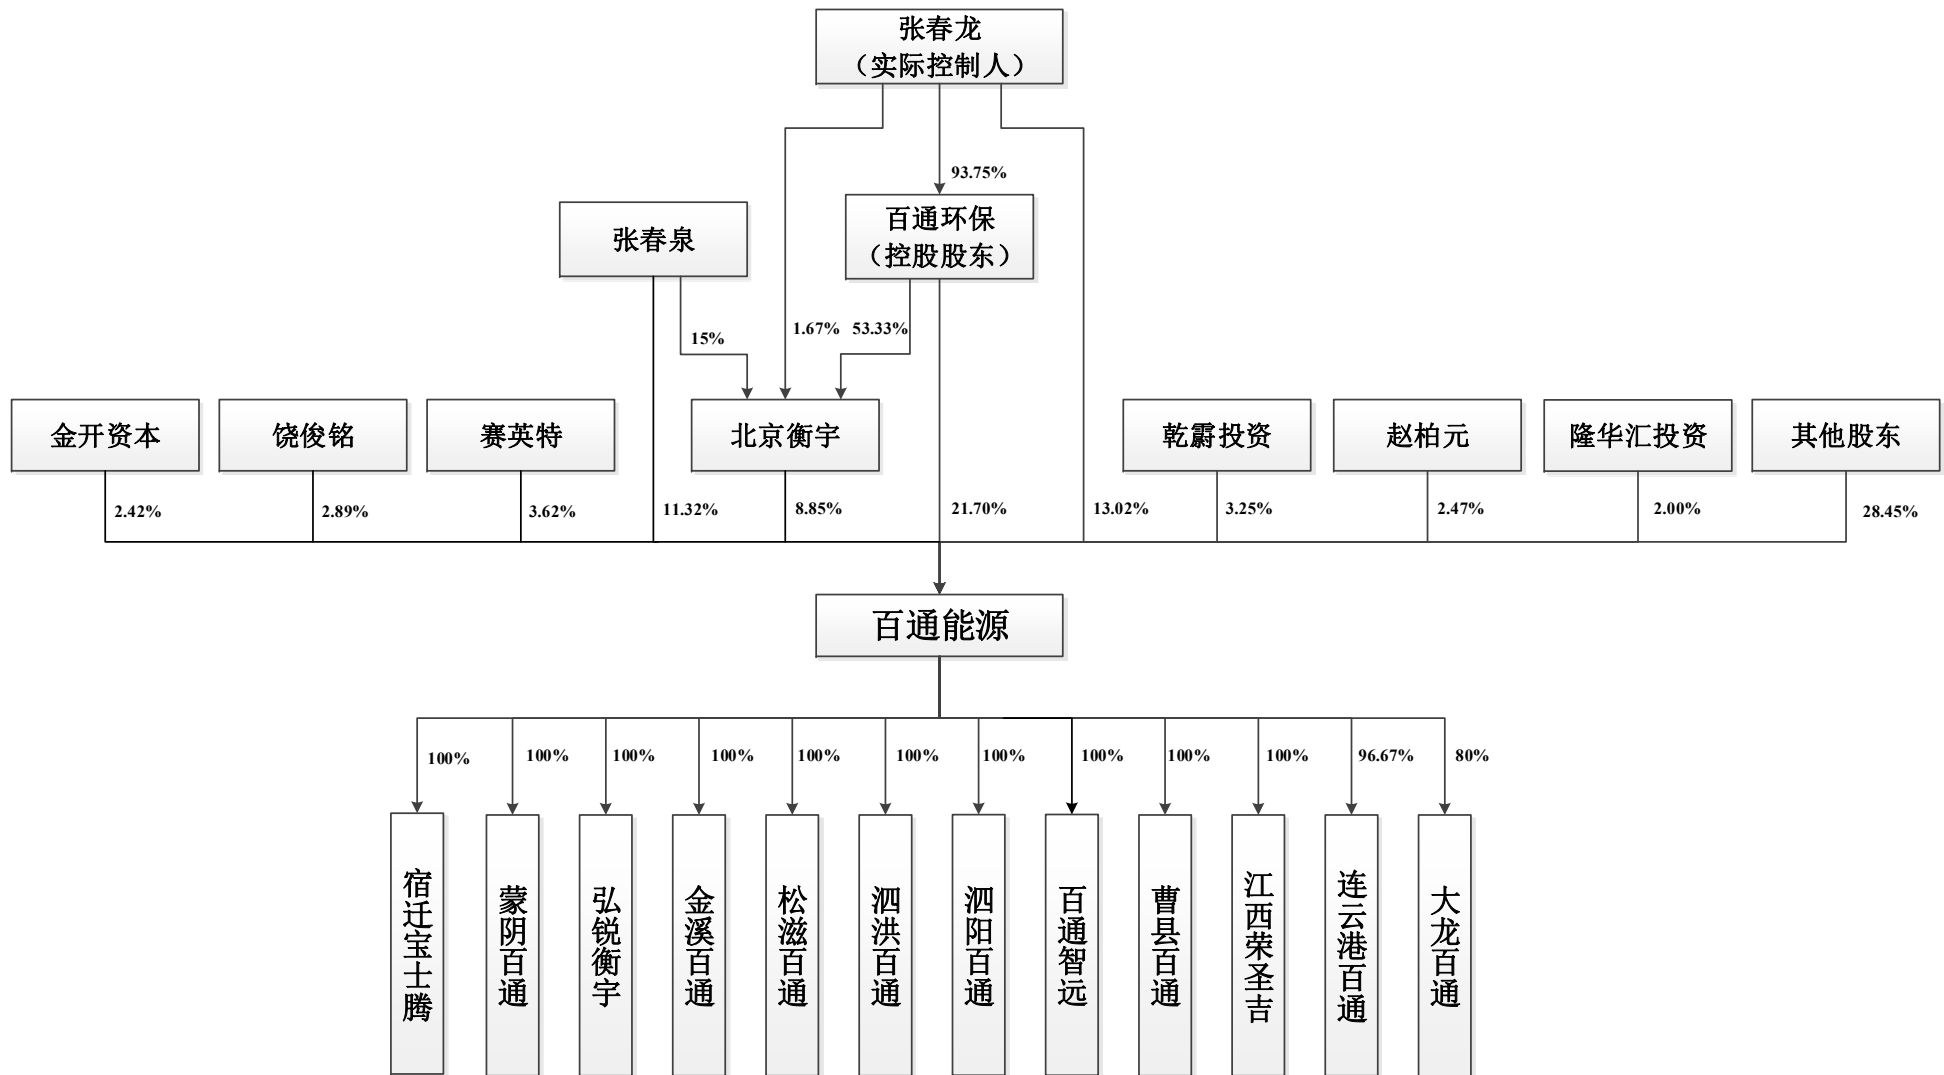 张春龙
（实际控制人）
93.75%
张春泉
百通环保
（控股股东）
15%
1.67%
53.33%
金开资本
饶俊铭
赛英特
北京衡宇
乾霨投资
赵柏元
隆华汇投资
其他股东
2.42%
2.89%
3.62%
11.32%
8.85%
21.70%
13.02%
3.25%
2.47%
2.00%
28.45%
百通能源
100%
100%
100%
100%
100%
100%
100%
100%
100%
100%
96.67%
80%
宿迁宝士腾
蒙阴百通
弘锐衡宇
金溪百通
松滋百通
泗洪百通
泗阳百通
百通智远
曹县百通
江西荣圣吉
连云港百通
大龙百通